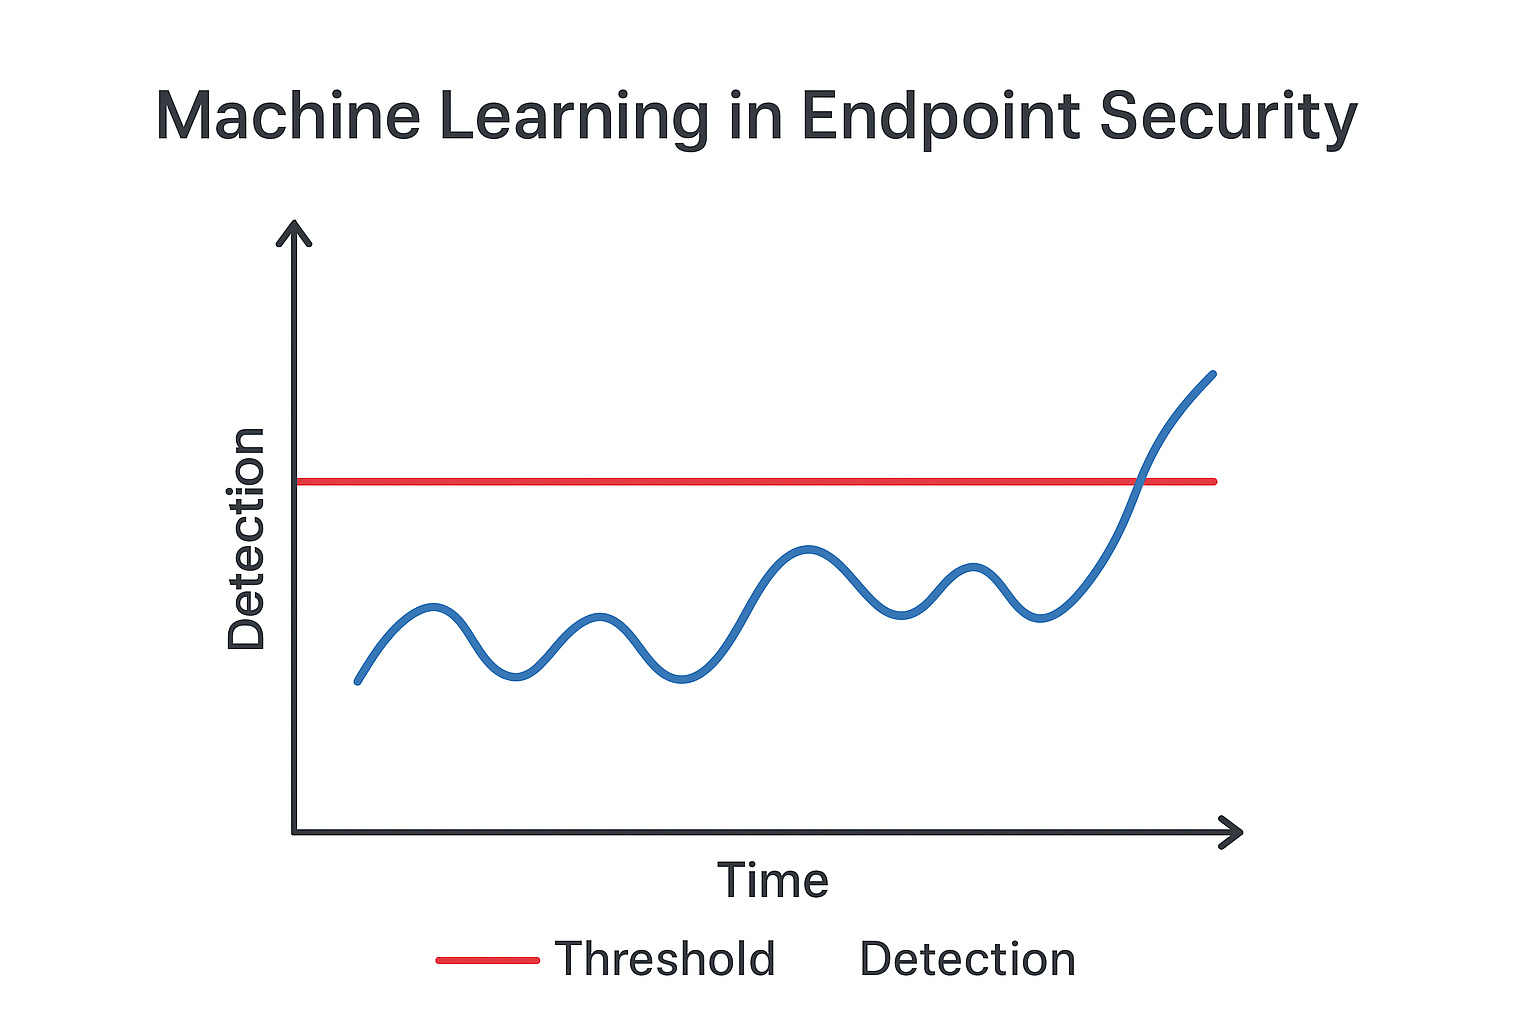 Machine Learning in Endpoint Security
Detection
Time
Threshold
Detection